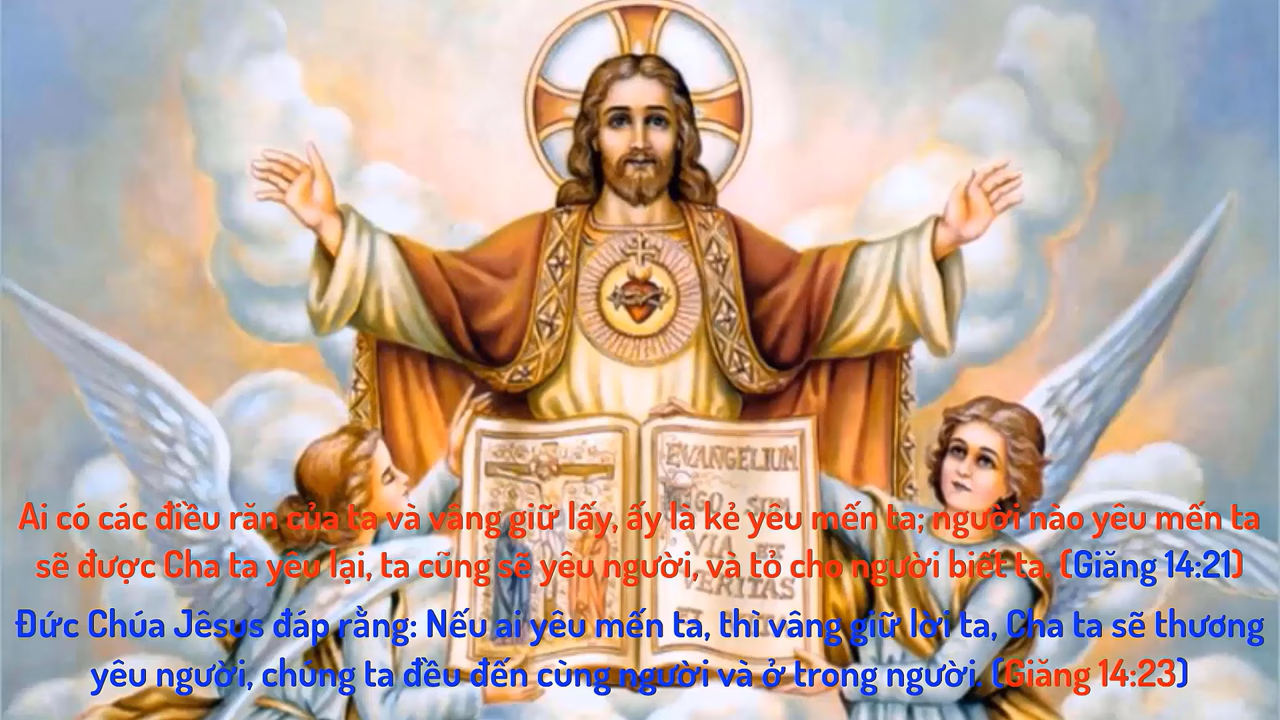 EVANGELIUM
EGO SUM
VIA ET
VERITAS
Ai có các điều răn của ta và vâng giữ lấy, ấy là kẻ yêu mến ta; người nào yêu mến ta
sẽ được Cha ta yêu lại, ta cũng sẽ yêu người, và tỏ cho người biết ta. (Giăng 14:21)
Đức Chúa Jêsus đáp rằng: Nếu ai yêu mến ta, thì vâng giữ lời ta, Cha ta sẽ thương
yêu người, chúng ta đều đến cùng người và ở trong người. (Giăng 14:23)